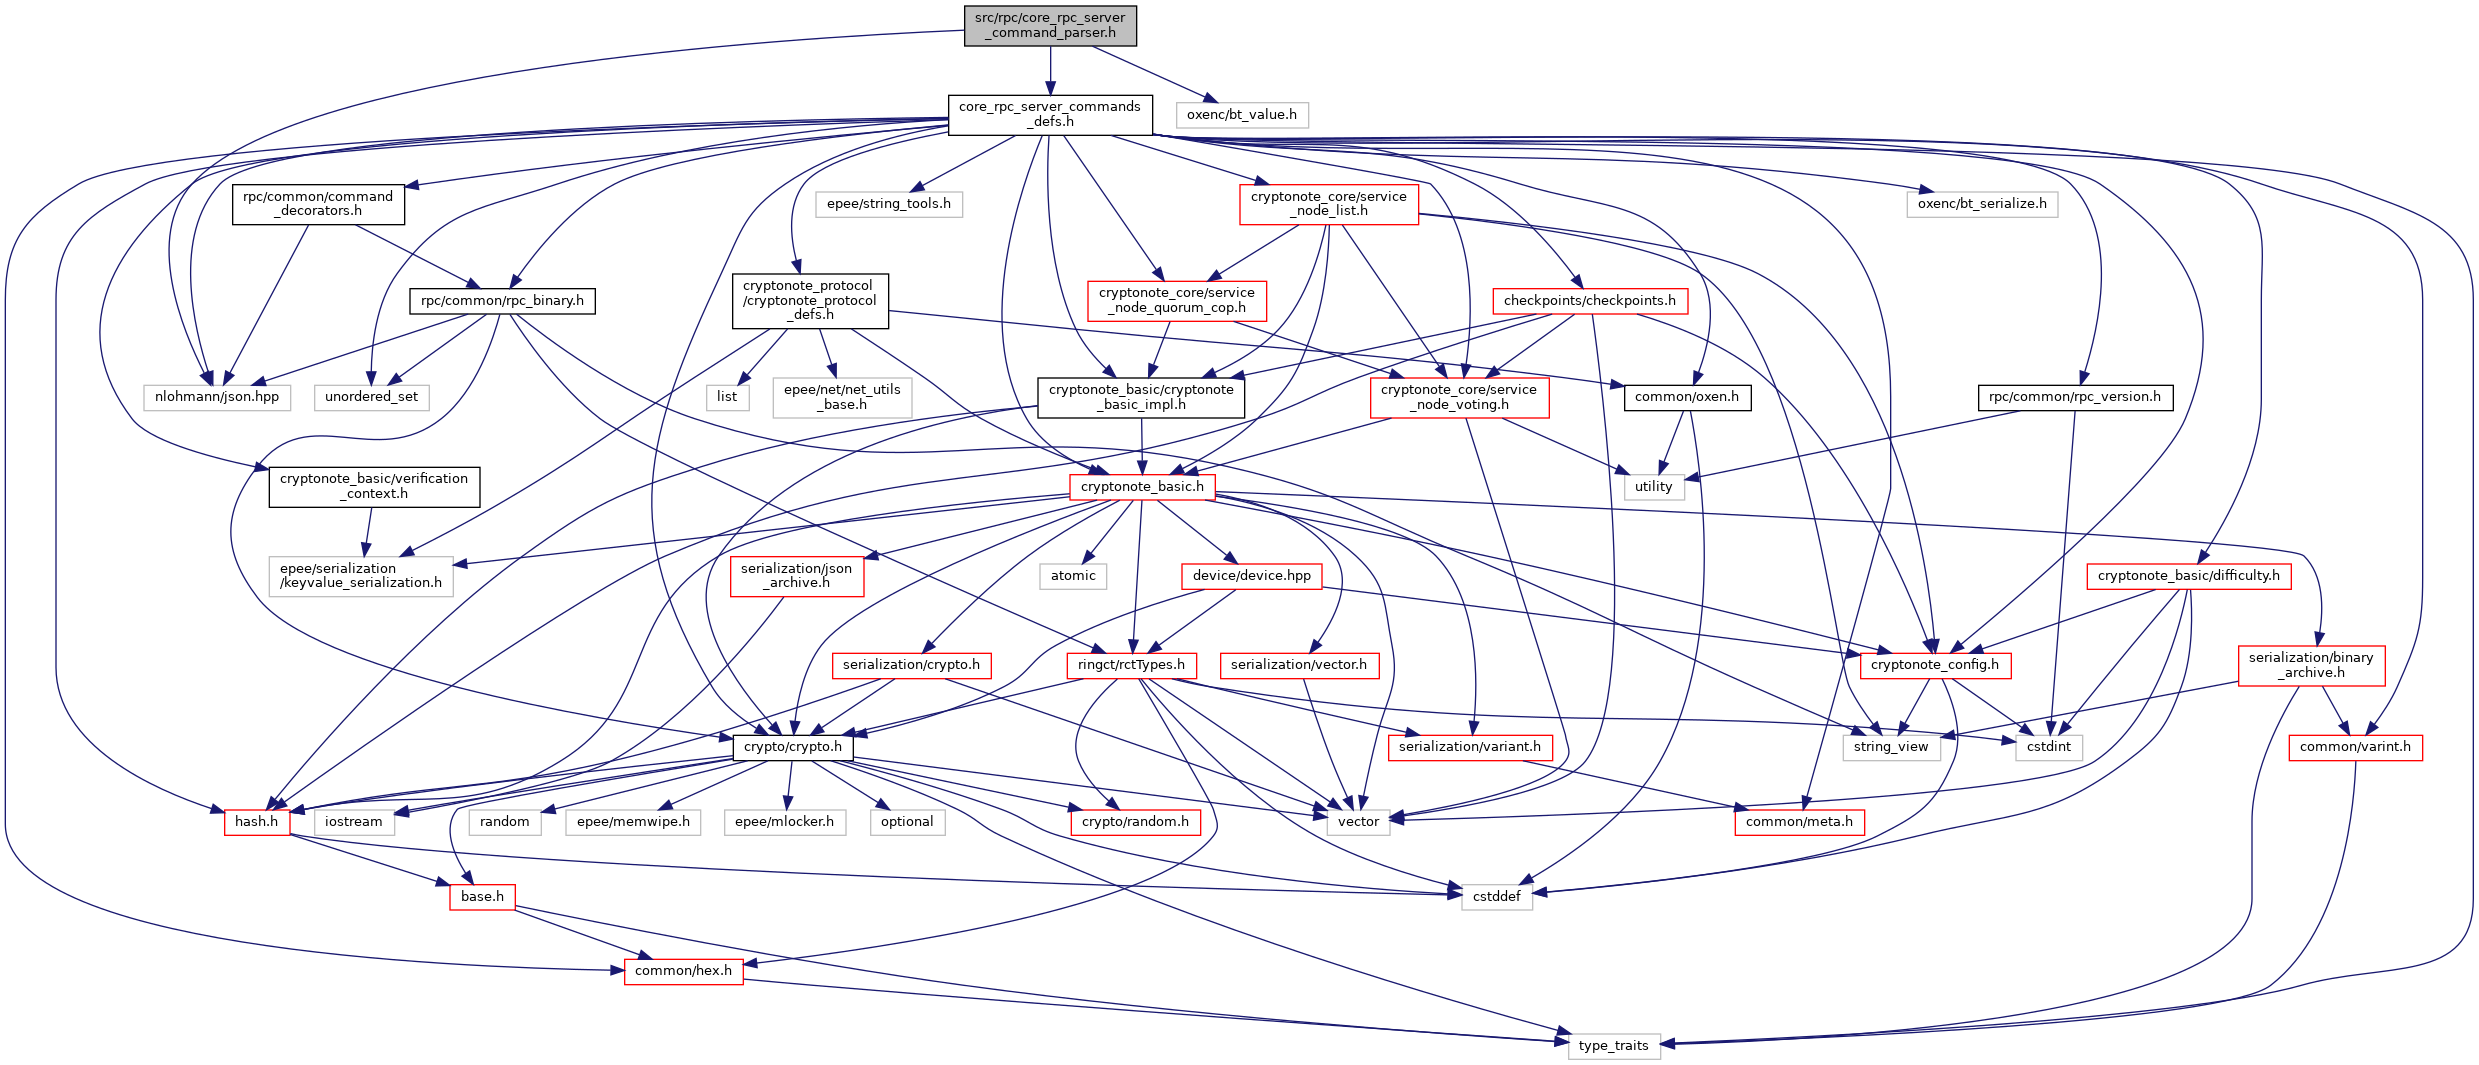 src/rpc/core_rpc_server
_command_parser.h
core_rpc_server_commands
_defs.h
oxenc/bt_value.h
rpc/common/command
_decorators.h
epee/string_tools.h
cryptonote_core/service
_node_list.h
oxenc/bt_serialize.h
rpc/common/rpc_binary.h
cryptonote_protocol
/cryptonote_protocol
_defs.h
cryptonote_core/service
_node_quorum_cop.h
checkpoints/checkpoints.h
nlohmann/json.hpp
unordered_set
list
epee/net/net_utils
_base.h
cryptonote_basic/cryptonote
_basic_impl.h
cryptonote_core/service
_node_voting.h
common/oxen.h
rpc/common/rpc_version.h
cryptonote_basic/verification
_context.h
cryptonote_basic.h
utility
epee/serialization
/keyvalue_serialization.h
serialization/json
_archive.h
atomic
device/device.hpp
cryptonote_basic/difficulty.h
serialization/crypto.h
ringct/rctTypes.h
serialization/vector.h
cryptonote_config.h
serialization/binary
_archive.h
crypto/crypto.h
serialization/variant.h
string_view
cstdint
common/varint.h
hash.h
iostream
random
epee/memwipe.h
epee/mlocker.h
optional
crypto/random.h
vector
common/meta.h
base.h
cstddef
common/hex.h
type_traits